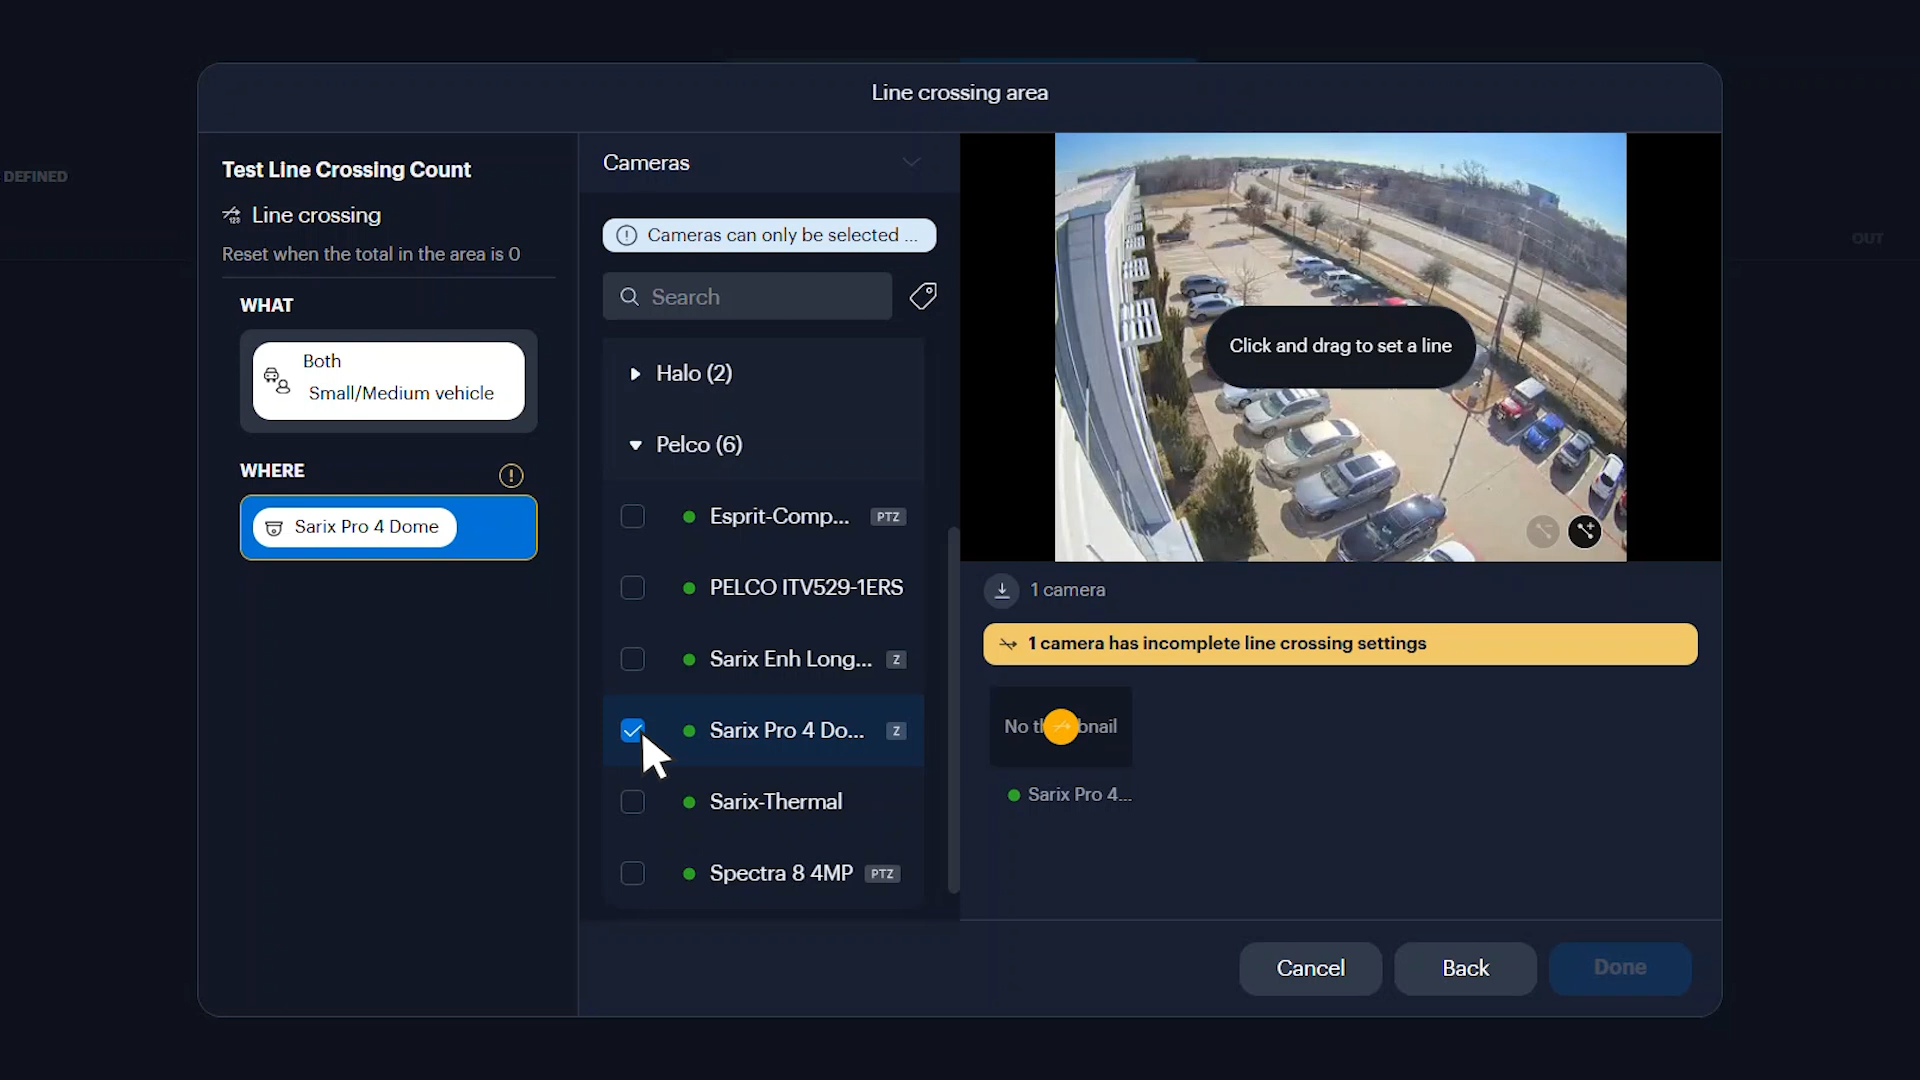 DEFINED
OUT
Line crossing area
Test Line Crossing Count
123 Line crossing
Reset when the total in the area is 0
WHAT
Both
Small/Medium vehicle
WHERE
Sarix Pro 4 Dome
Cameras
Cameras can only be selected ...
Search
Halo (2)
Pelco (6)
Esprit-Comp... PTZ
PELCO ITV529-1ERS
Sarix Enh Long... Z
Sarix Pro 4 Do... Z
Sarix-Thermal
Spectra 8 4MP PTZ
Click and drag to set a line
1 camera
1 camera has incomplete line crossing settings
No th bnail
Sarix Pro 4...
Cancel
Back
Done